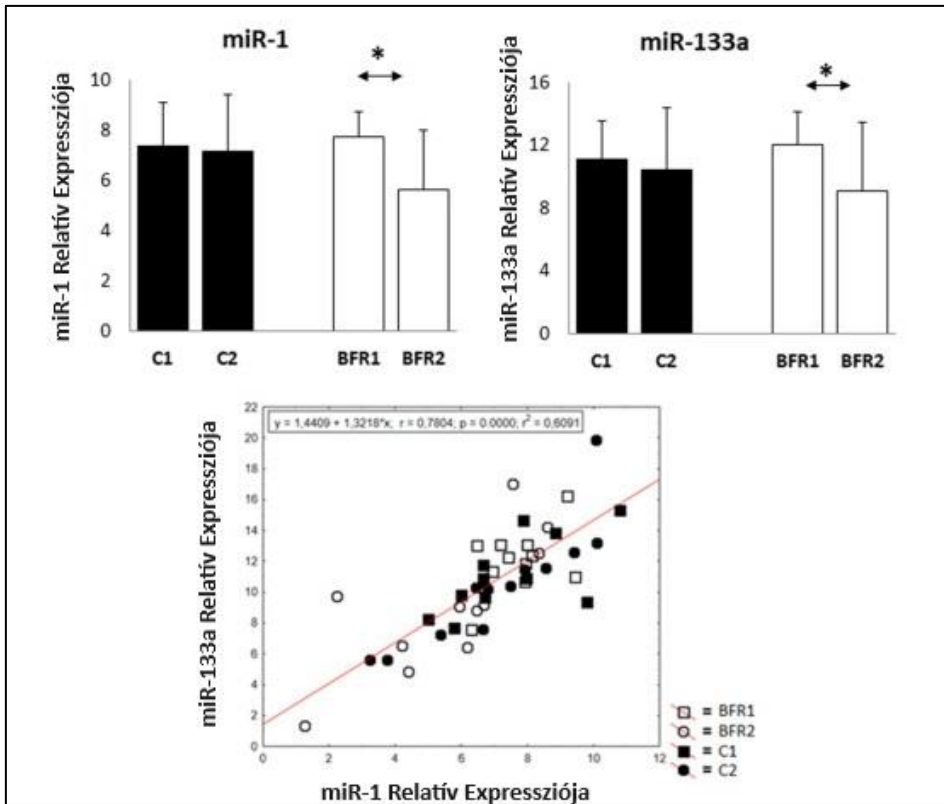 miR-1
*
miR-1 Relatív Expressziója
10
8
6
4
2
0
C1 C2 BFR1 BFR2
miR-133a
*
miR-133a Relatív Expressziója
16
12
8
4
0
C1 C2 BFR1 BFR2
y = 1,4409 + 1,3218*x; r = 0,7804; p = 0.0000; r² = 0,6091
miR-133a Relatív Expressziója
22
20
18
16
14
12
10
8
6
4
2
0
0 2 4 6 8 10 12
miR-1 Relatív Expressziója
= BFR1
= BFR2
= C1
= C2